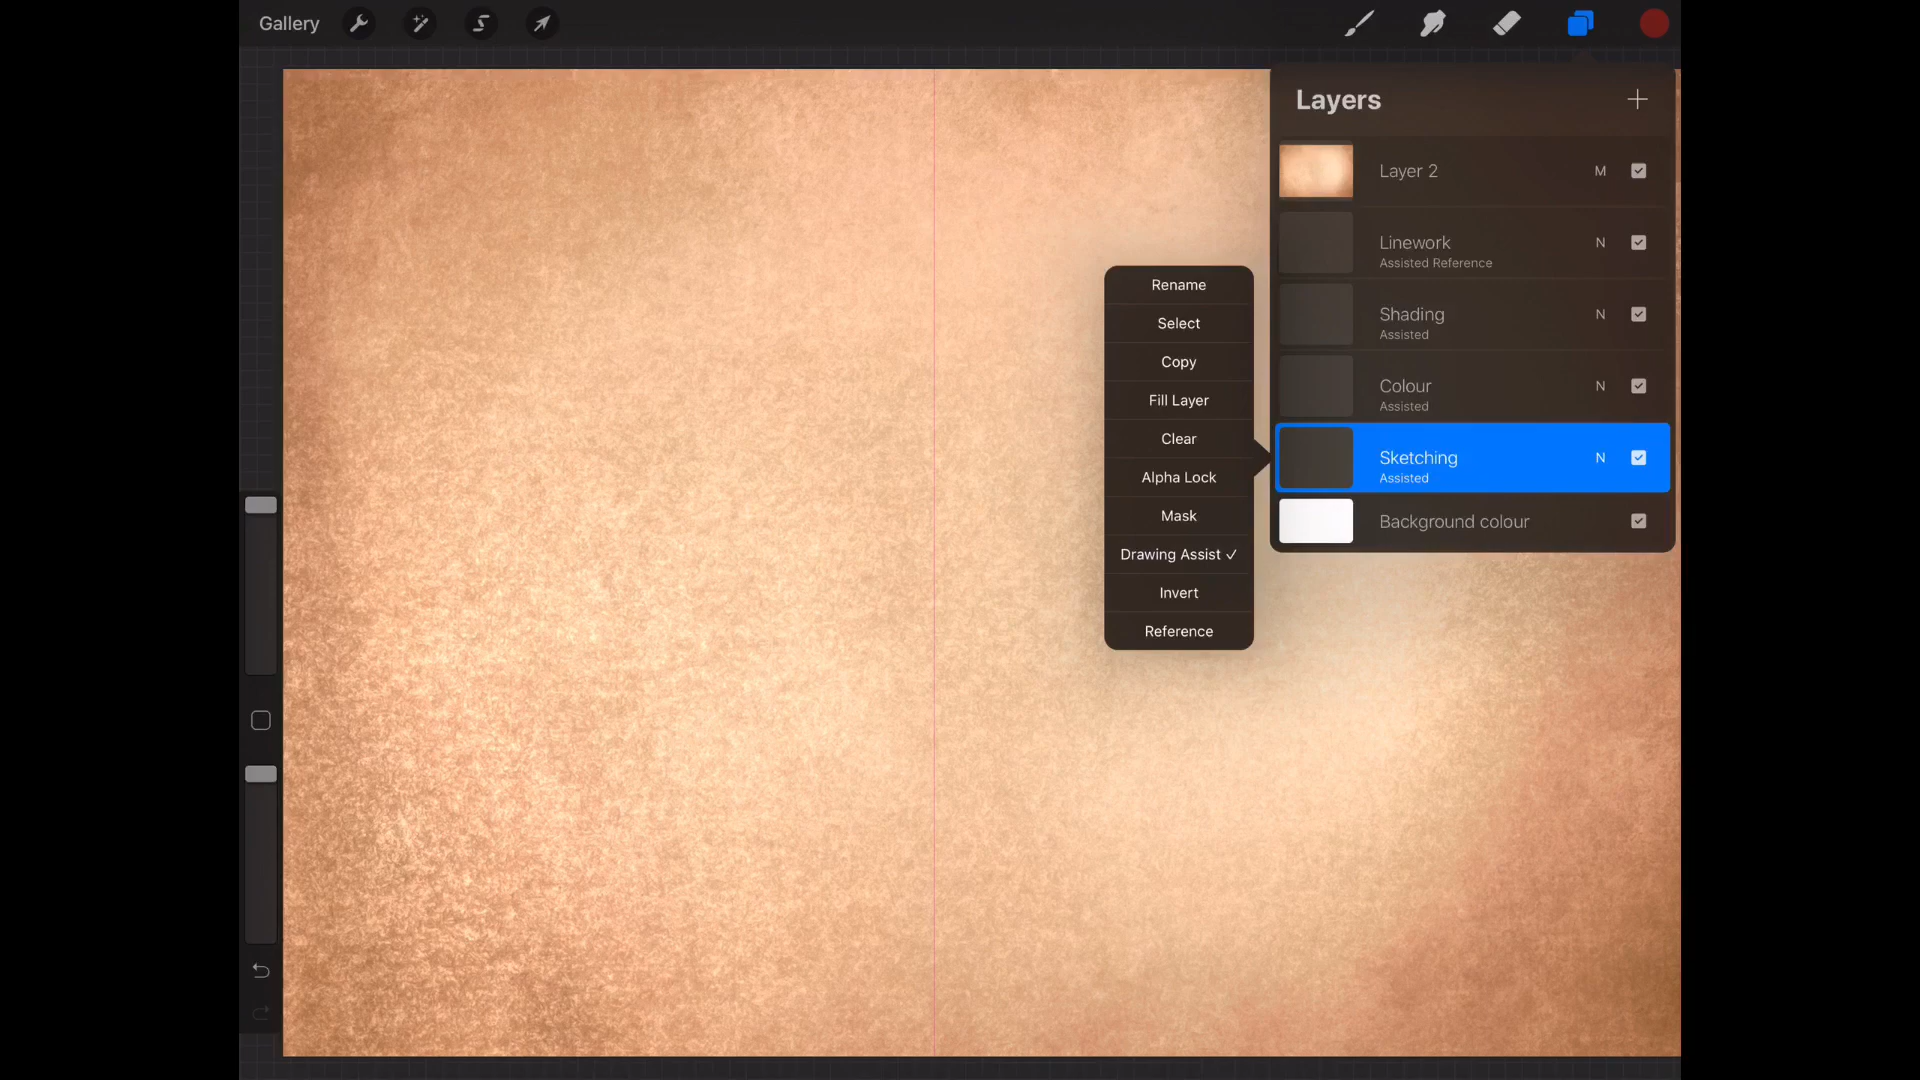 Gallery
Layers
Layer 2 M
Linework N
Assisted Reference
Shading N
Assisted
Colour N
Assisted
Sketching N
Assisted
Background colour
Rename
Select
Copy
Fill Layer
Clear
Alpha Lock
Mask
Drawing Assist ✓
Invert
Reference